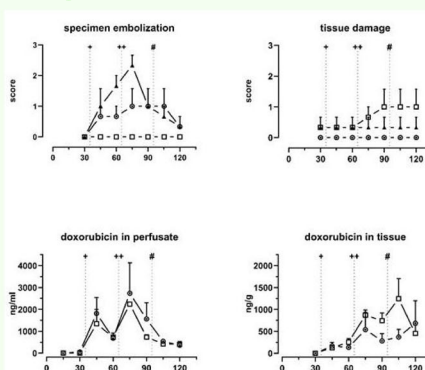 specimen embolization
+ ++ #
3
2
score
1
0
0 30 60 90 120
tissue damage
+ ++ #
3
2
score
1
0
0 30 60 90 120
doxorubicin in perfusate
+ ++ #
4000
3000
ng/ml
2000
1000
0
0 30 60 90 120
doxorubicin in tissue
+ ++ #
2000
1500
ng/g
1000
500
0
0 30 60 90 120